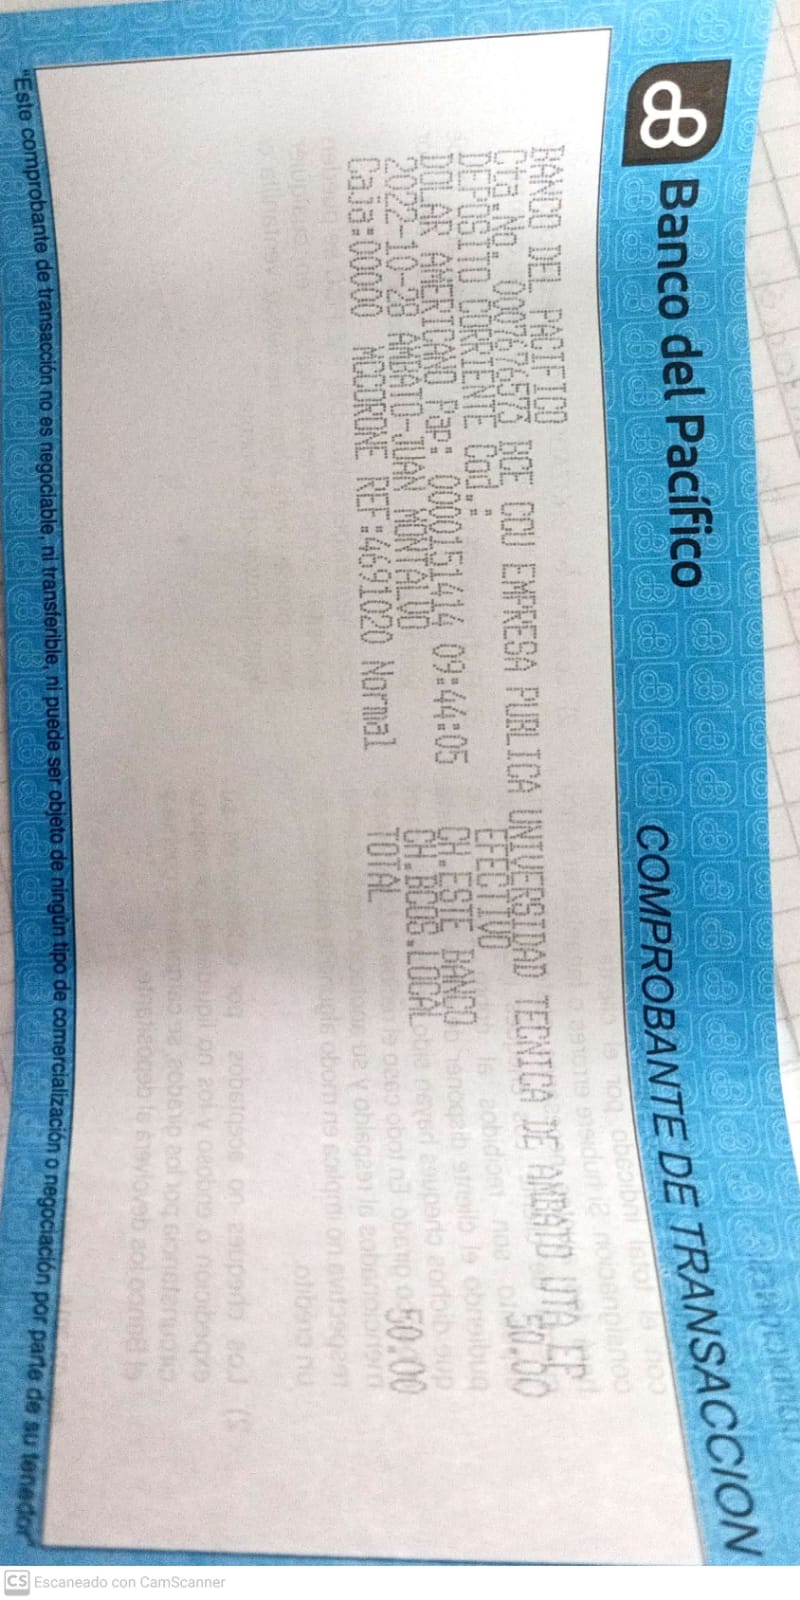 Banco del Pacífico
COMPROBANTE DE TRANSACCION
BANCO DEL PACIFICO
Cta.No. 0007676573 BCE CCU EMPRESA PUBLICA UNIVERSIDAD TECNICA DE AMBATO UTA EP
DEPOSITO CORRIENTE Cod.: EFECTIVO 50.00
DOLAR AMERICANO Pap: 0000151414 09:44:05 CH.ESTE BANCO
2022-10-28 AMBATO-JUAN MONTALVO CH.BCOS.LOCAL
Caja:00000 MCCORONE REF:4691020 Normal TOTAL 50.00
"Este comprobante de transacción no es negociable, ni transferible, ni puede ser objeto de ningún tipo de comercialización o negociación por parte de su tenedor"
CS Escaneado con CamScanner